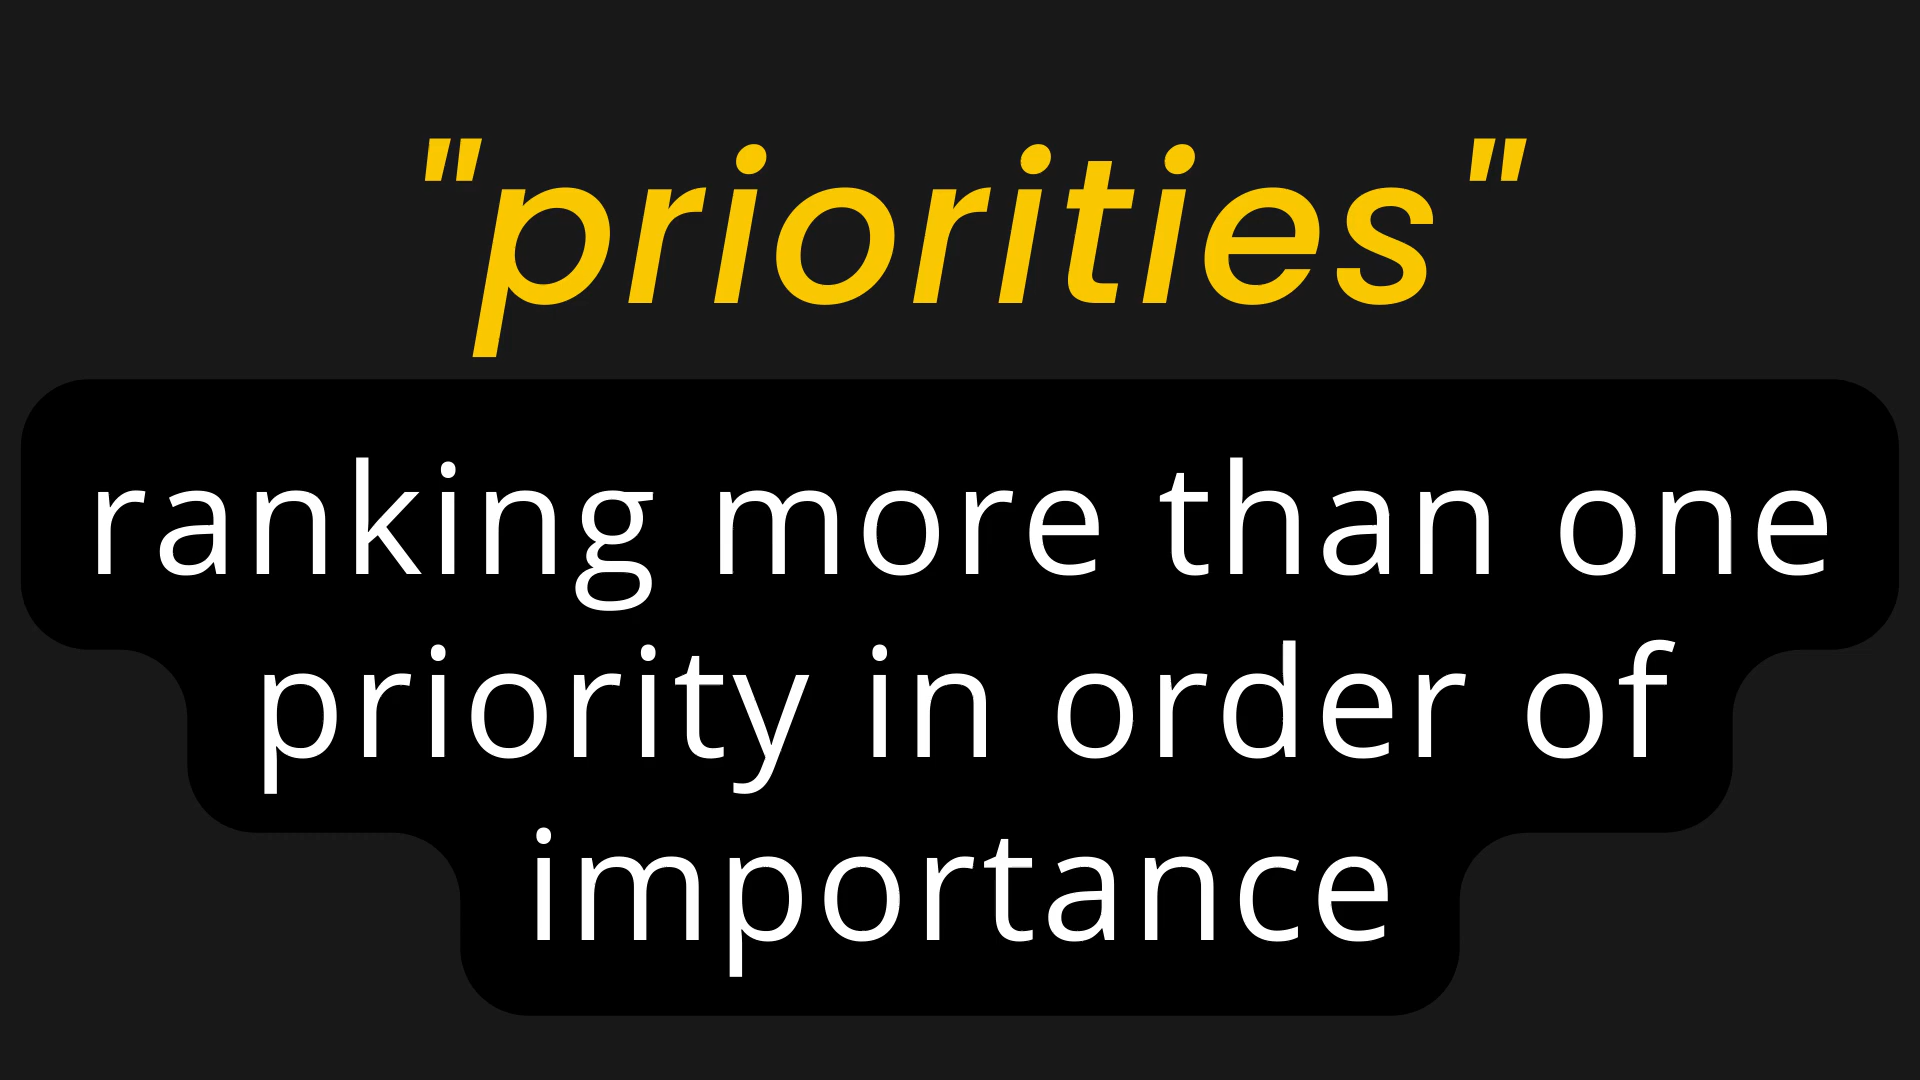 "priorities"
ranking more than one
priority in order of
importance